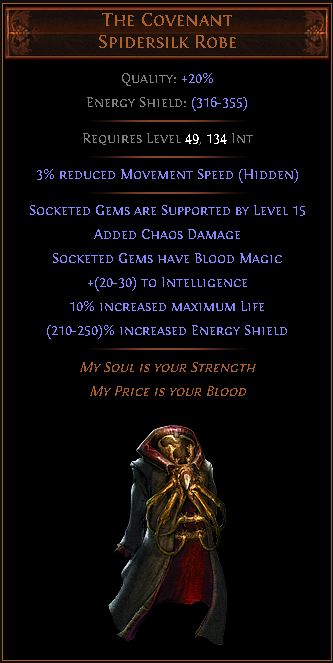 The Covenant
Spidersilk Robe
Quality: +20%
Energy Shield: (316-355)
Requires Level 49, 134 Int
3% reduced Movement Speed (Hidden)
Socketed Gems are Supported by Level 15
Added Chaos Damage
Socketed Gems have Blood Magic
+(20-30) to Intelligence
10% increased maximum Life
(210-250)% increased Energy Shield
My Soul is your Strength
My Price is your Blood